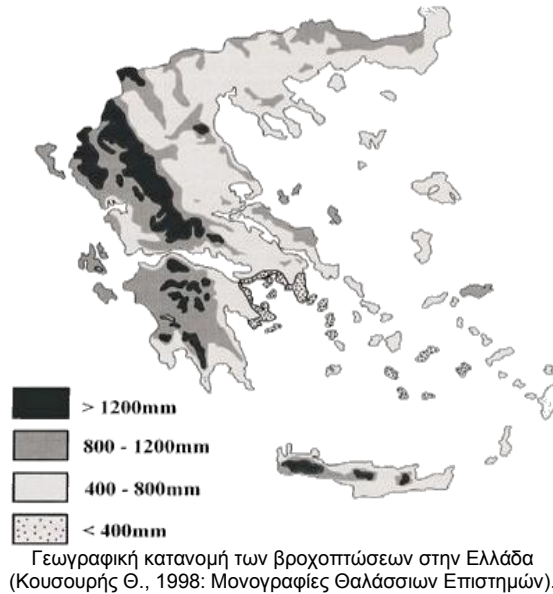 > 1200mm
800 - 1200mm
400 - 800mm
< 400mm
Γεωγραφική κατανομή των βροχοπτώσεων στην Ελλάδα
(Κουσουρής Θ., 1998: Μονογραφίες Θαλάσσιων Επιστημών).